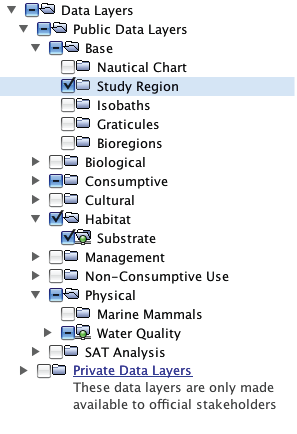 Data Layers
Public Data Layers
Base
Nautical Chart
Study Region
Isobaths
Graticules
Bioregions
Biological
Consumptive
Cultural
Habitat
Substrate
Management
Non-Consumptive Use
Physical
Marine Mammals
Water Quality
SAT Analysis
Private Data Layers
These data layers are only made
available to official stakeholders